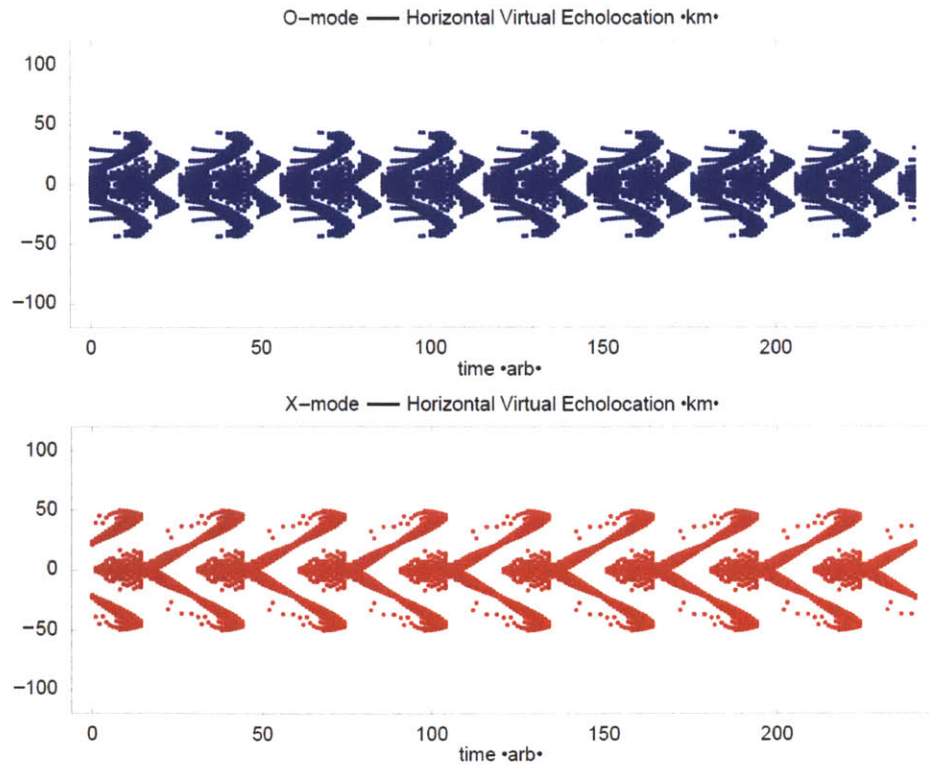 O–mode — Horizontal Virtual Echolocation •km•
100
50
0
−50
−100
0 50 100 150 200
time •arb•
X–mode — Horizontal Virtual Echolocation •km•
100
50
0
−50
−100
0 50 100 150 200
time •arb•